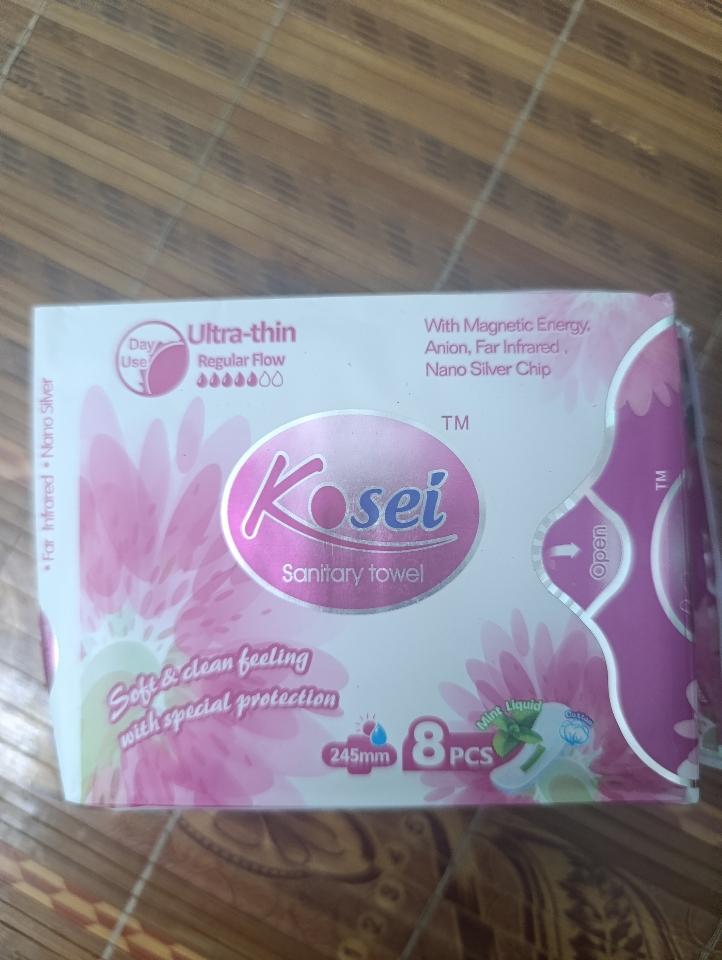 Day
Use
Ultra-thin
Regular Flow
With Magnetic Energy,
Anion, Far Infrared ,
Nano Silver Chip
• Far Infrared • Nano Silver
TM
Kosei
Sanitary towel
Open
TM
Soft & clean feeling
with special protection
245mm
8 PCS
Mint Liquid
Cotton